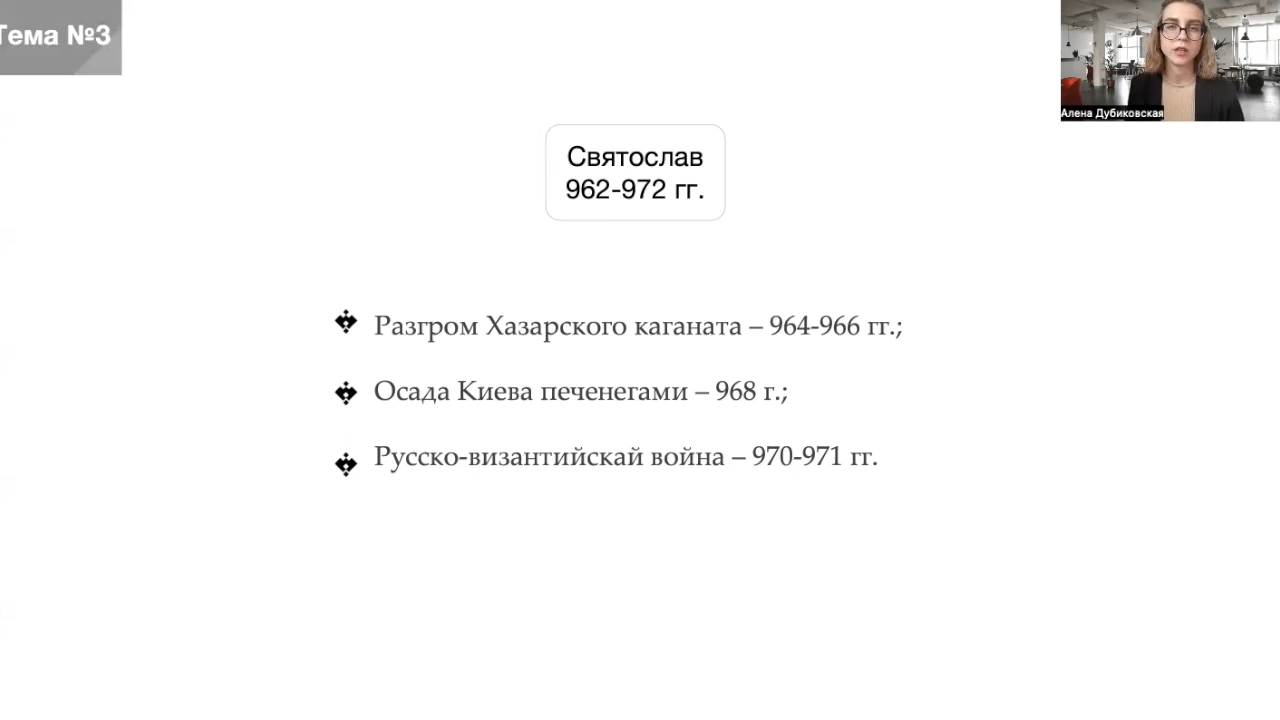 Тема №3
Алена Дубиковская
Святослав
962-972 гг.
Разгром Хазарского каганата – 964-966 гг.;
Осада Киева печенегами – 968 г.;
Русско-византийскай война – 970-971 гг.